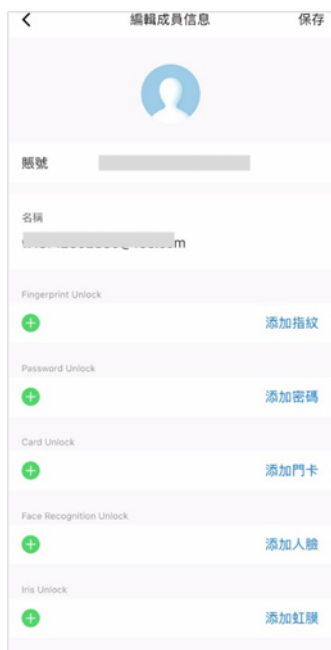 編輯成員信息 保存
賬號
名稱
m
Fingerprint Unlock
添加指紋
Password Unlock
添加密碼
Card Unlock
添加門卡
Face Recognition Unlock
添加人臉
Iris Unlock
添加虹膜